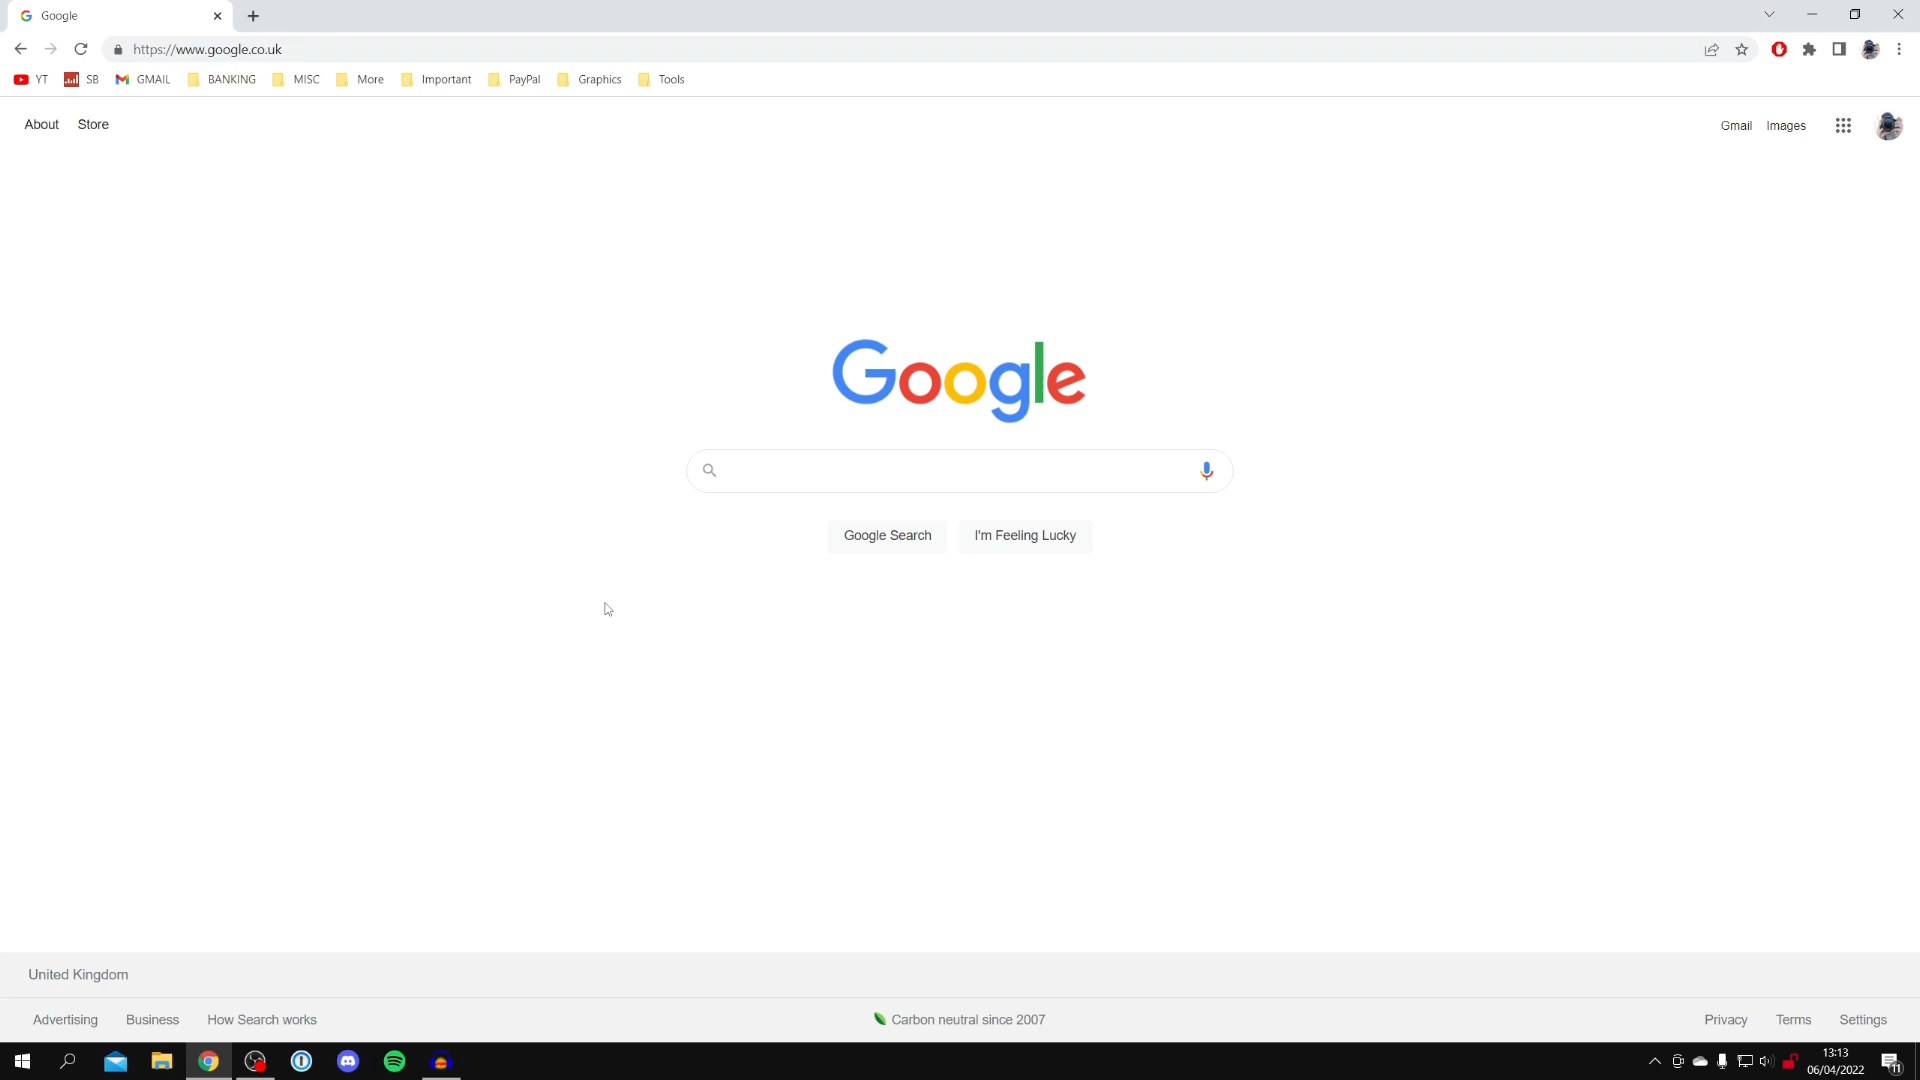 Google
https://www.google.co.uk
YT SB GMAIL BANKING MISC More Important PayPal Graphics Tools
About Store
Gmail Images
Google
Google Search I'm Feeling Lucky
United Kingdom
Advertising Business How Search works
Carbon neutral since 2007
Privacy Terms Settings
13:13
06/04/2022
11